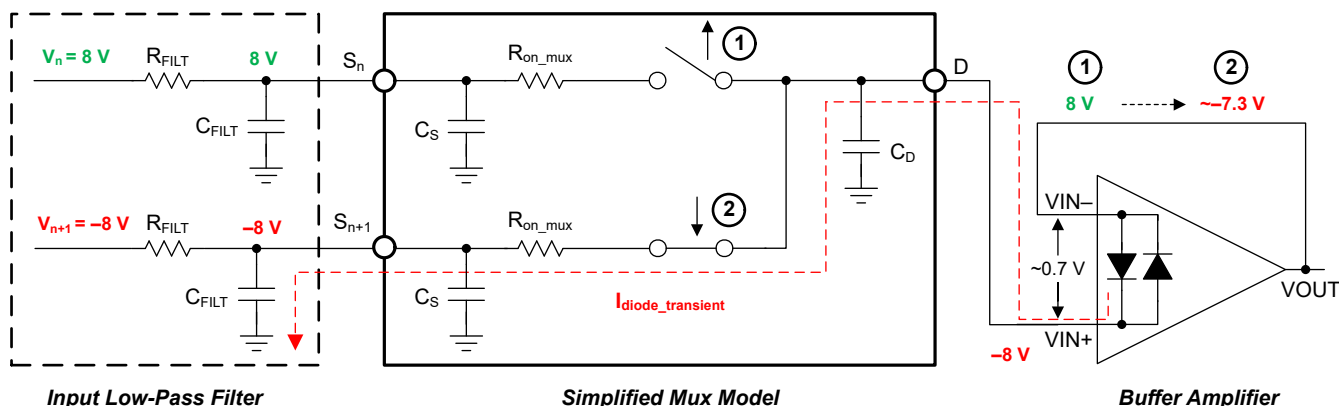 Vn = 8 V
RFILT
8 V
Sn
Ron_mux
1
D
1
2
8 V
~–7.3 V
CFILT
CS
CD
Vn+1 = –8 V
RFILT
–8 V
Sn+1
Ron_mux
2
VIN–
~0.7 V
VOUT
CFILT
CS
Idiode_transient
VIN+
–8 V
Input Low-Pass Filter
Simplified Mux Model
Buffer Amplifier